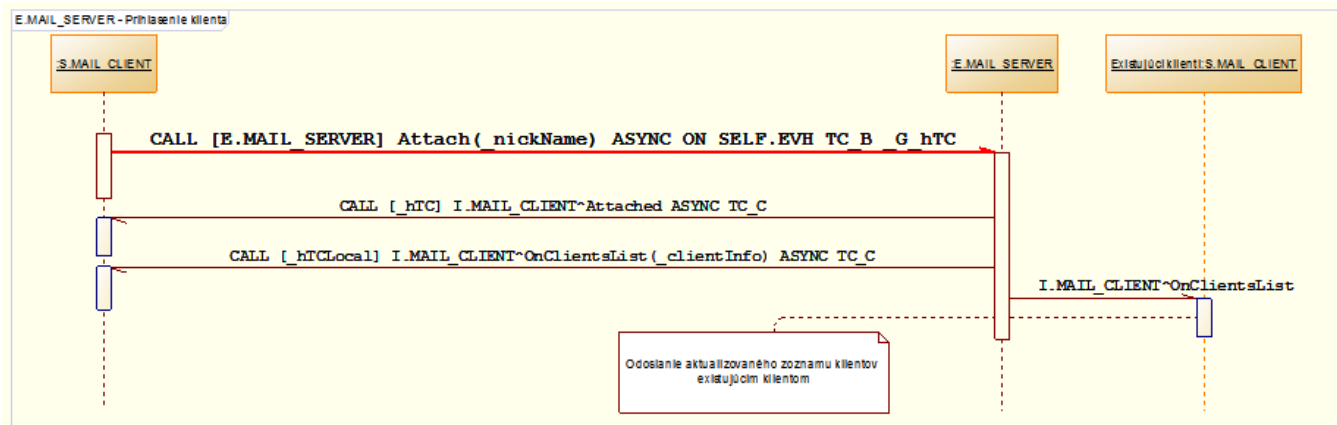 E.MAIL_SERVER - Prihlasenie klienta
:S.MAIL_CLIENT
:E.MAIL_SERVER
Existujúci klienti:S.MAIL_CLIENT
CALL [E.MAIL_SERVER] Attach(_nickName) ASYNC ON SELF.EVH TC_B _G_hTC
CALL [_hTC] I.MAIL_CLIENT^Attached ASYNC TC_C
CALL [_hTCLocal] I.MAIL_CLIENT^OnClientsList(_clientInfo) ASYNC TC_C
I.MAIL_CLIENT^OnClientsList
Odoslanie aktualizovaného zoznamu klientov
existujúcim klientom